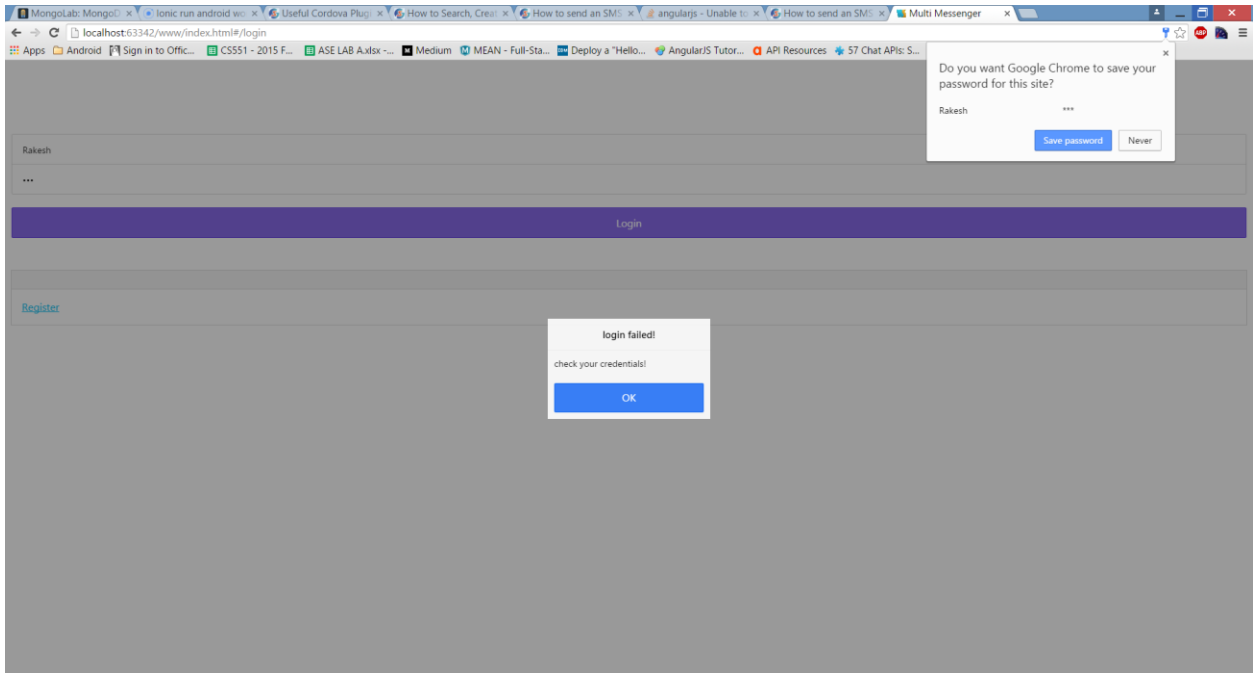 MongoLab: MongoD
Ionic run android wo
Useful Cordova Plugi
How to Search, Creat
How to send an SMS
angularjs - Unable to
How to send an SMS
Multi Messenger
localhost:63342/www/index.html#/login
ABP
Apps
Android
Sign in to Offic...
CS551 - 2015 F...
ASE LAB A.xlsx -...
Medium
MEAN - Full-Sta...
Deploy a "Hello...
AngularJS Tutor...
API Resources
57 Chat APIs: S...
Do you want Google Chrome to save your
password for this site?
Rakesh ***
Save password Never
Rakesh
•••
Login
Register
login failed!
check your credentials!
OK